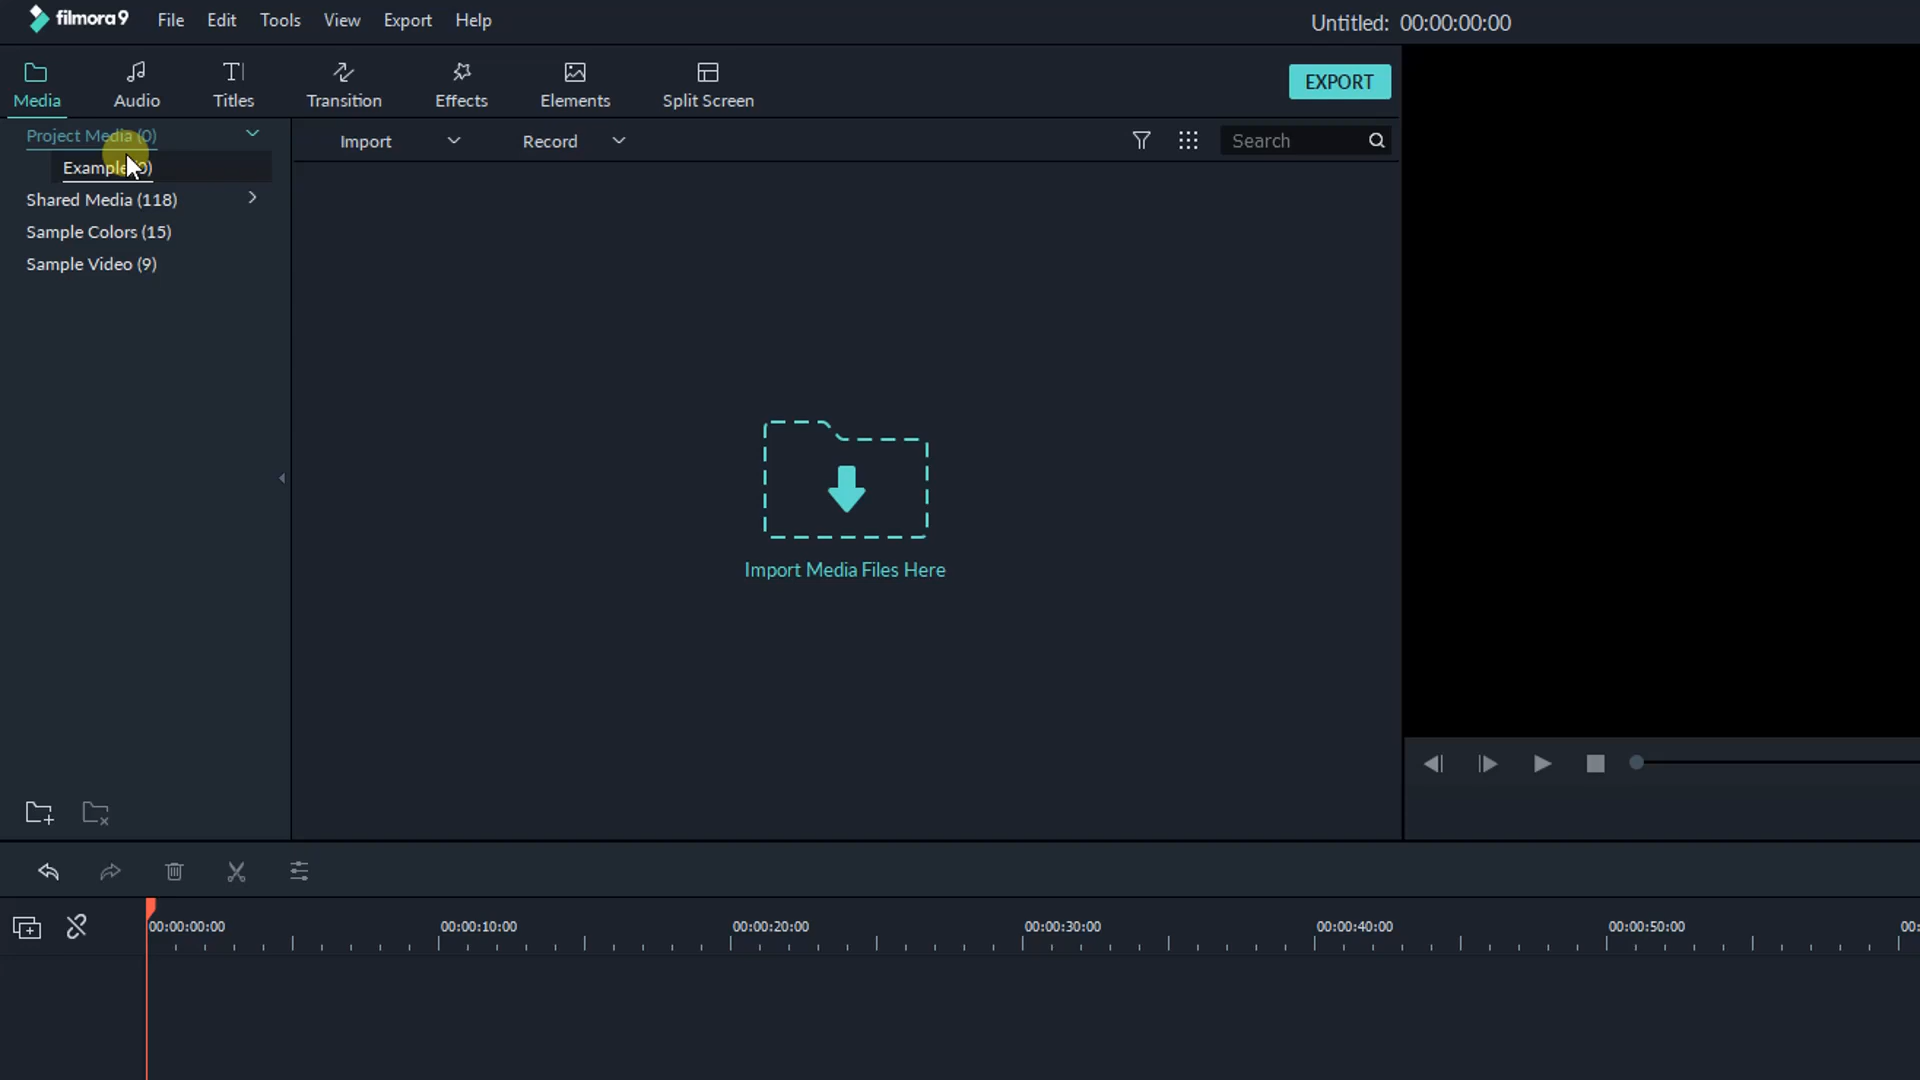 filmora9 File Edit Tools View Export Help
Untitled: 00:00:00:00
Media Audio Titles Transition Effects Elements Split Screen
EXPORT
Project Media (0)
Example (0)
Shared Media (118)
Sample Colors (15)
Sample Video (9)
Import Record Search
Import Media Files Here
00:00:00:00 00:00:10:00 00:00:20:00 00:00:30:00 00:00:40:00 00:00:50:00 00: